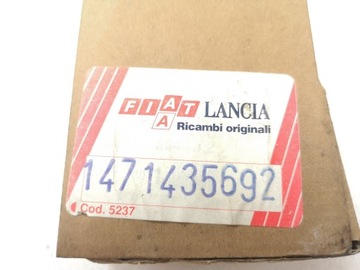 FIAT LANCIA
A
Ricambi originali
1471435692
Cod. 5237